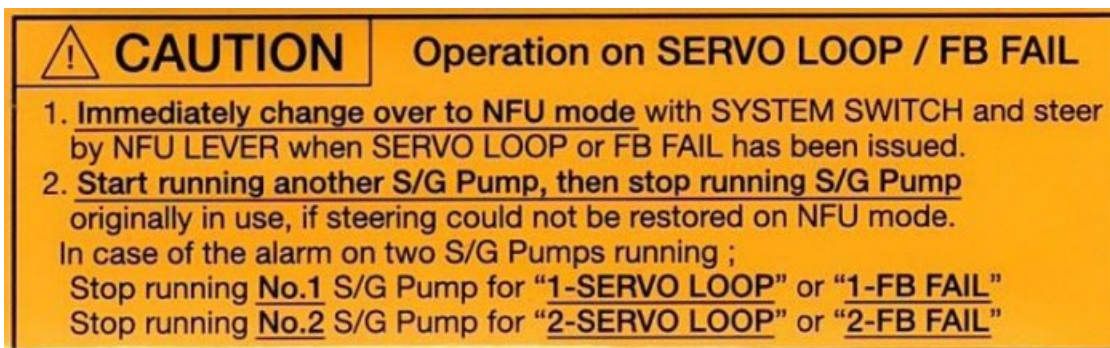 CAUTION Operation on SERVO LOOP / FB FAIL
1. Immediately change over to NFU mode with SYSTEM SWITCH and steer
by NFU LEVER when SERVO LOOP or FB FAIL has been issued.
2. Start running another S/G Pump, then stop running S/G Pump
originally in use, if steering could not be restored on NFU mode.
In case of the alarm on two S/G Pumps running ;
Stop running No.1 S/G Pump for “1-SERVO LOOP” or “1-FB FAIL”
Stop running No.2 S/G Pump for “2-SERVO LOOP” or “2-FB FAIL”